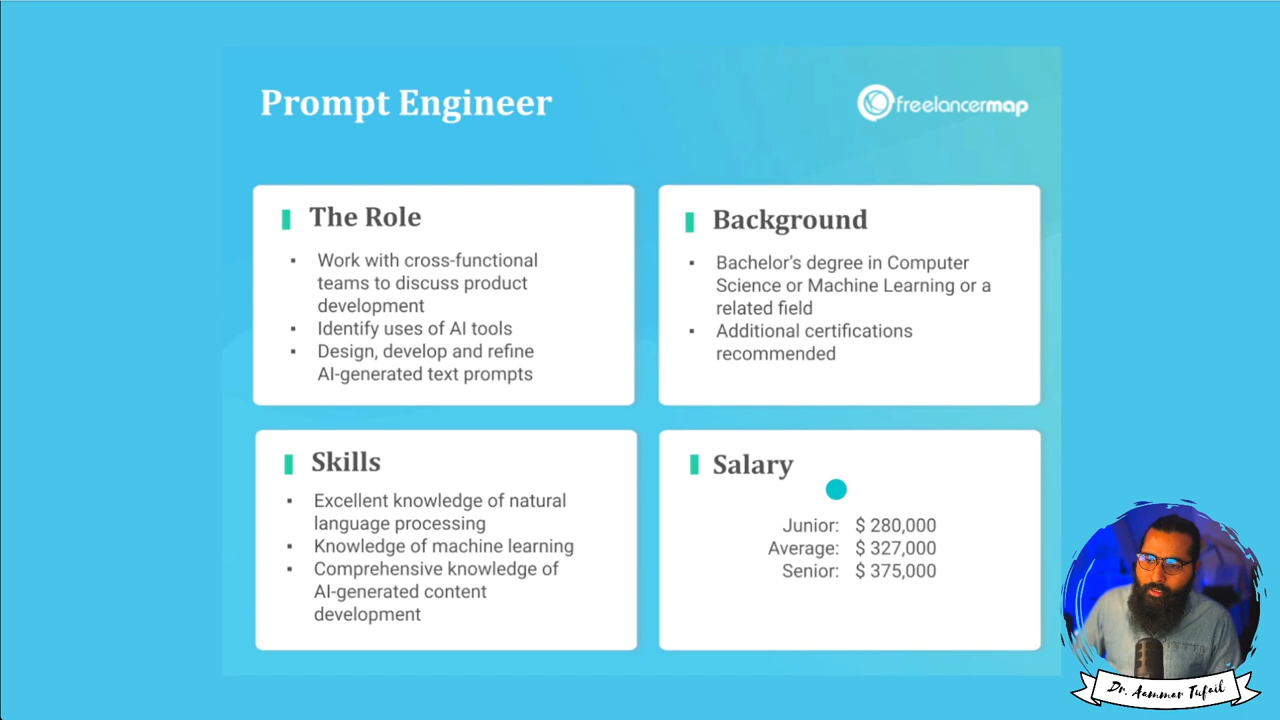 Prompt Engineer
freelancermap
The Role
▪ Work with cross-functional
teams to discuss product
development
▪ Identify uses of AI tools
▪ Design, develop and refine
AI-generated text prompts
Background
▪ Bachelor's degree in Computer
Science or Machine Learning or a
related field
▪ Additional certifications
recommended
Skills
▪ Excellent knowledge of natural
language processing
▪ Knowledge of machine learning
▪ Comprehensive knowledge of
AI-generated content
development
Salary
Junior: $ 280,000
Average: $ 327,000
Senior: $ 375,000
Dr. Aammar Tufail